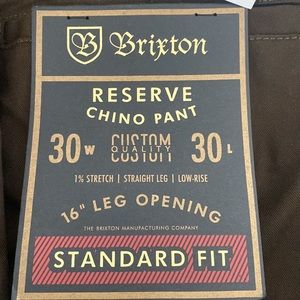 B Brixton
RESERVE
CHINO PANT
30W CUSTOM QUALITY 30L
1% STRETCH | STRAIGHT LEG | LOW-RISE
16" LEG OPENING
THE BRIXTON MANUFACTURING COMPANY
STANDARD FIT